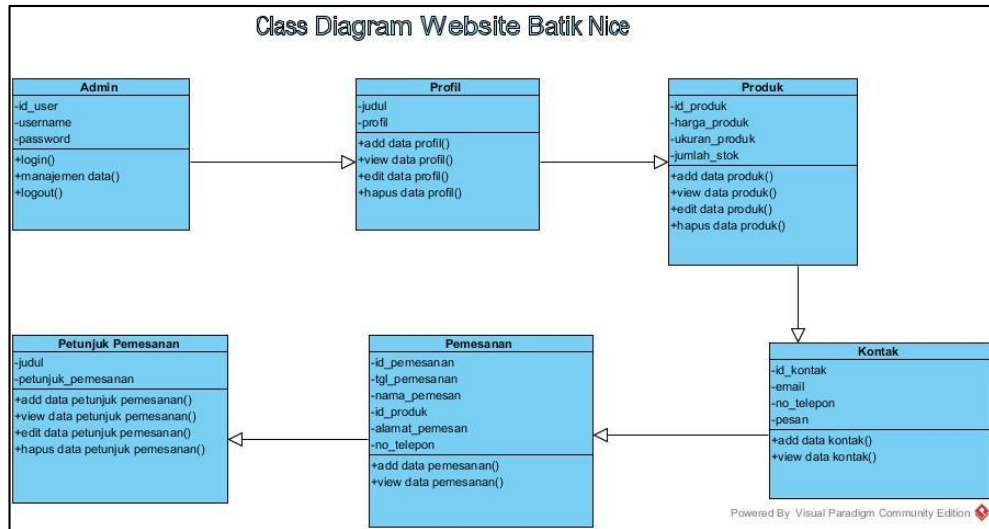 Class Diagram Website Batik Nice
Admin
-id_user
-username
-password
+login()
+manajemen data()
+logout()
Profil
-judul
-profil
+add data profil()
+view data profil()
+edit data profil()
+hapus data profil()
Produk
-id_produk
-harga_produk
-ukuran_produk
-jumlah_stok
+add data produk()
+view data produk()
+edit data produk()
+hapus data produk()
Petunjuk Pemesanan
-judul
-petunjuk_pemesanan
+add data petunjuk pemesanan()
+view data petunjuk pemesanan()
+edit data petunjuk pemesanan()
+hapus data petunjuk pemesanan()
Pemesanan
-id_pemesanan
-tgl_pemesanan
-nama_pemesan
-id_produk
-alamat_pemesan
-no_telepon
+add data pemesanan()
+view data pemesanan()
Kontak
-id_kontak
-email
-no_telepon
-pesan
+add data kontak()
+view data kontak()
Powered By Visual Paradigm Community Edition